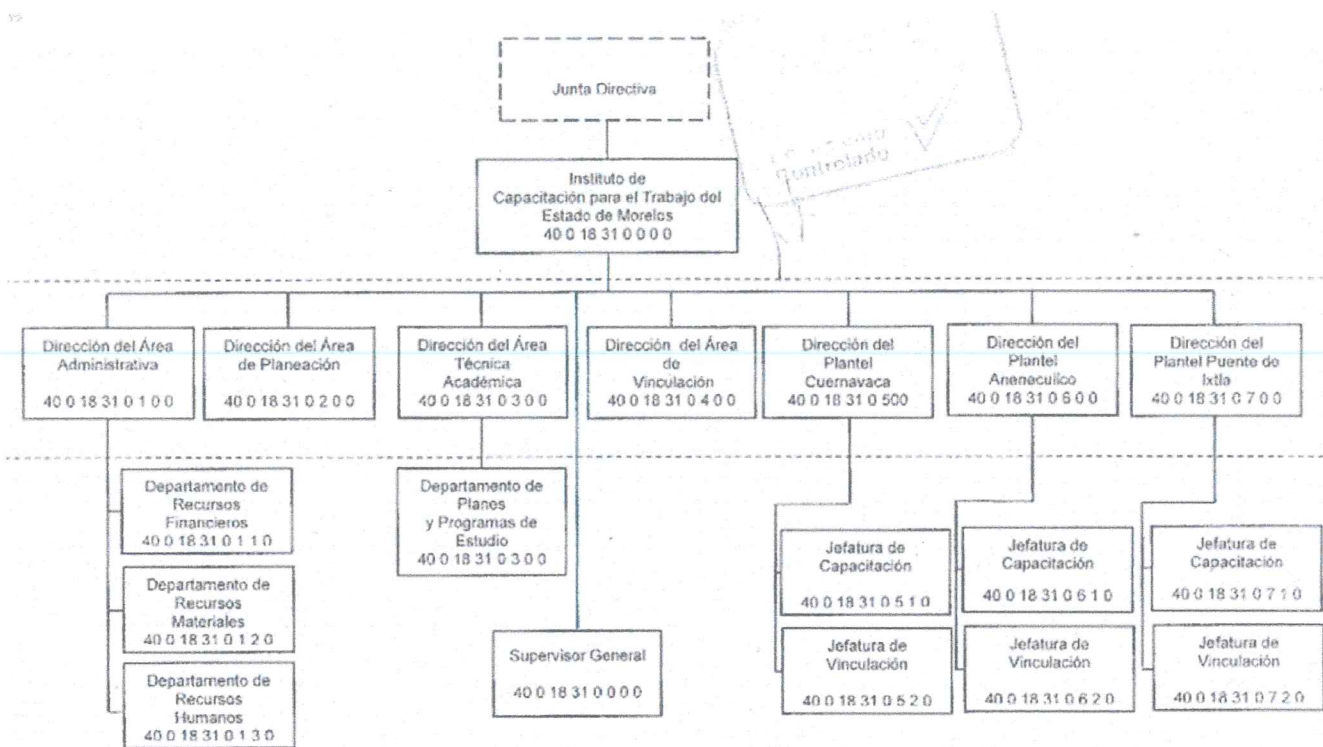 Junta Directiva
Controlado
Instituto de
Capacitación para el Trabajo del
Estado de Morelos
40 0 18 31 0 0 0 0
Dirección del Área
Administrativa
40 0 18 31 0 1 0 0
Dirección del Área
de Planeación
40 0 18 31 0 2 0 0
Dirección del Área
Técnica
Académica
40 0 18 31 0 3 0 0
Dirección del Área
de
Vinculación
40 0 18 31 0 4 0 0
Dirección del
Plantel
Cuernavaca
40 0 18 31 0 500
Dirección del
Plantel
Anenecuilco
40 0 18 31 0 6 0 0
Dirección del
Plantel Puente de
Ixtla
40 0 18 31 0 7 0 0
Departamento de
Recursos
Financieros
40 0 18 31 0 1 1 0
Departamento de
Recursos
Materiales
40 0 18 31 0 1 2 0
Departamento de
Recursos
Humanos
40 0 18 31 0 1 3 0
Departamento de
Planes
y Programas de
Estudio
40 0 18 31 0 3 0 0
Supervisor General
40 0 18 31 0 0 0 0
Jefatura de
Capacitación
40 0 18 31 0 5 1 0
Jefatura de
Vinculación
40 0 18 31 0 5 2 0
Jefatura de
Capacitación
40 0 18 31 0 6 1 0
Jefatura de
Vinculación
40 0 18 31 0 6 2 0
Jefatura de
Capacitación
40 0 18 31 0 7 1 0
Jefatura de
Vinculación
40 0 18 31 0 7 2 0